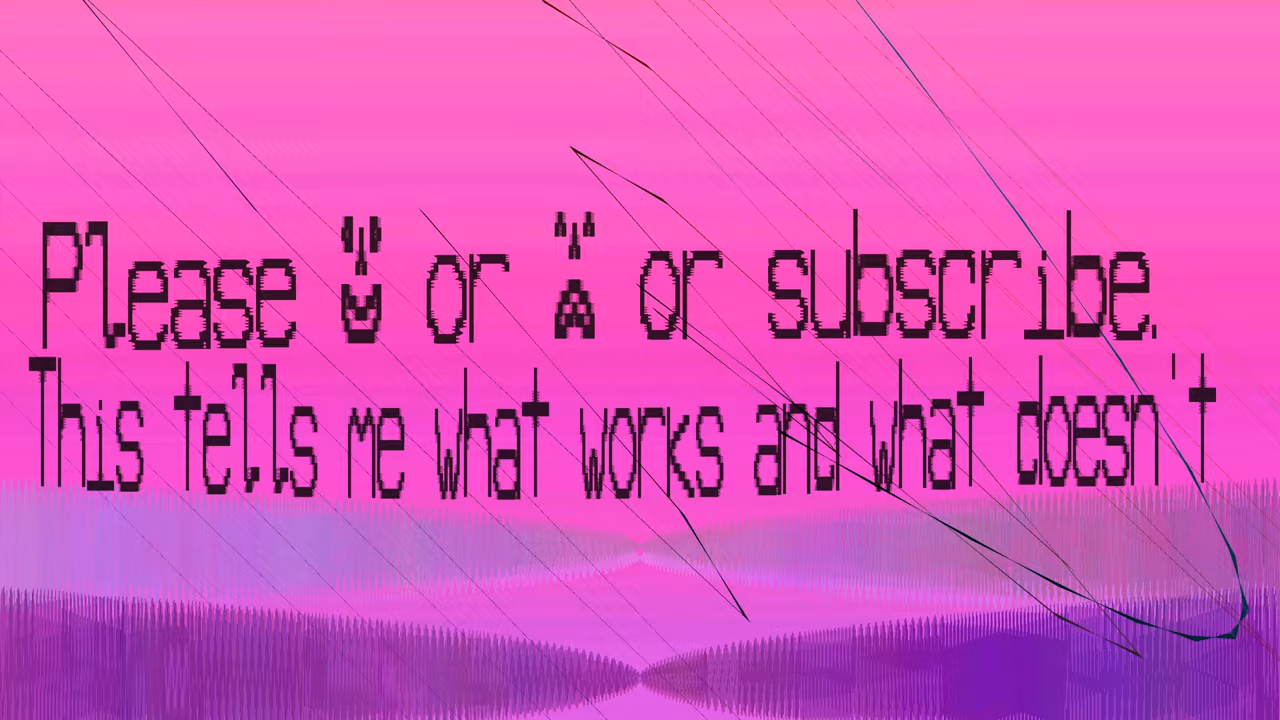 Please or or subscribe.
This tells me what works and what doesn't